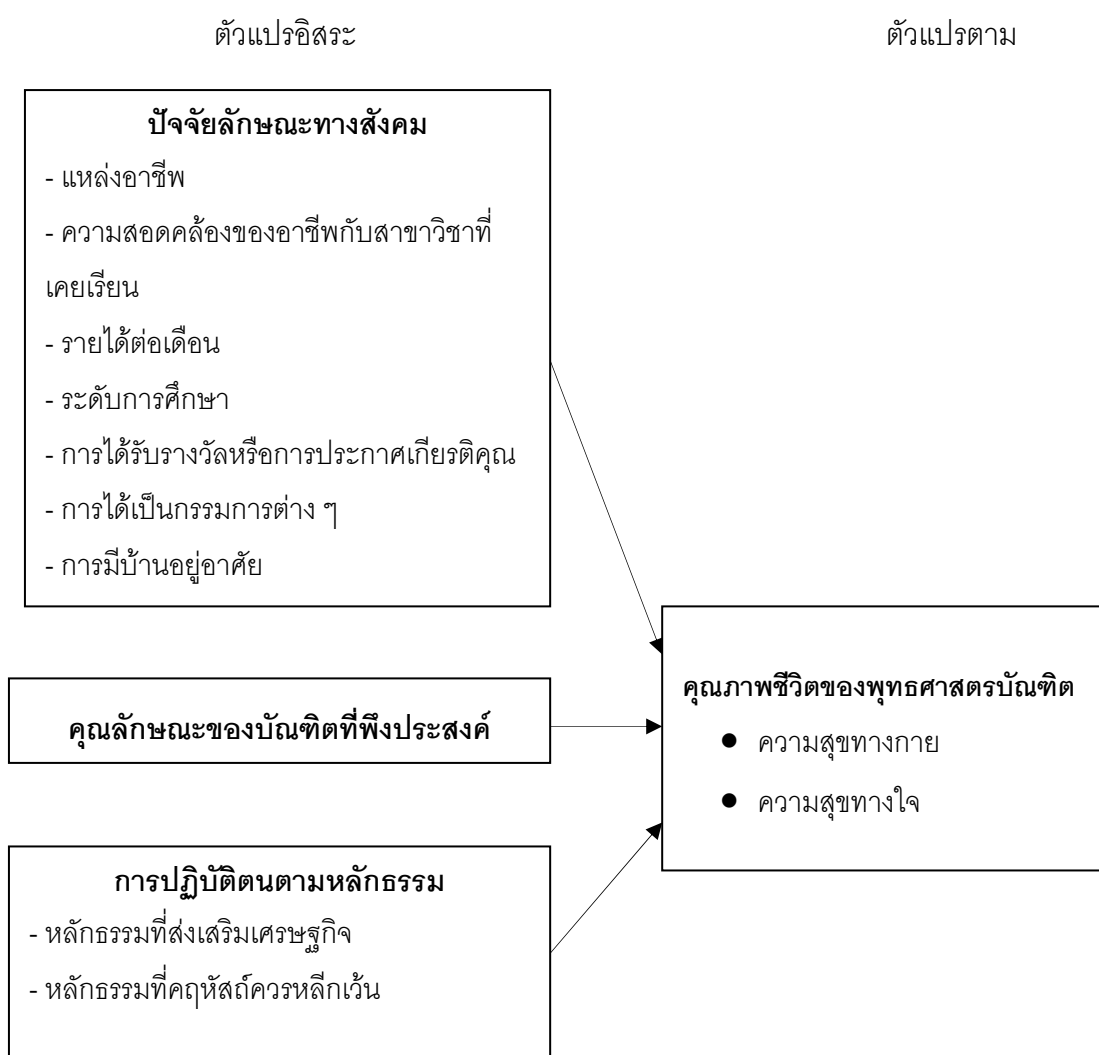 ตัวแปรอิสระ
ตัวแปรตาม
ปัจจัยลักษณะทางสังคม
- แหล่งอาชีพ
- ความสอดคล้องของอาชีพกับสาขาวิชาที่
เคยเรียน
- รายได้ต่อเดือน
- ระดับการศึกษา
- การได้รับรางวัลหรือการประกาศเกียรติคุณ
- การได้เป็นกรรมการต่าง ๆ
- การมีบ้านอยู่อาศัย
คุณลักษณะของบัณฑิตที่พึงประสงค์
การปฏิบัติตนตามหลักธรรม
- หลักธรรมที่ส่งเสริมเศรษฐกิจ
- หลักธรรมที่คฤหัสถ์ควรหลีกเว้น
คุณภาพชีวิตของพุทธศาสตรบัณฑิต
● ความสุขทางกาย
● ความสุขทางใจ